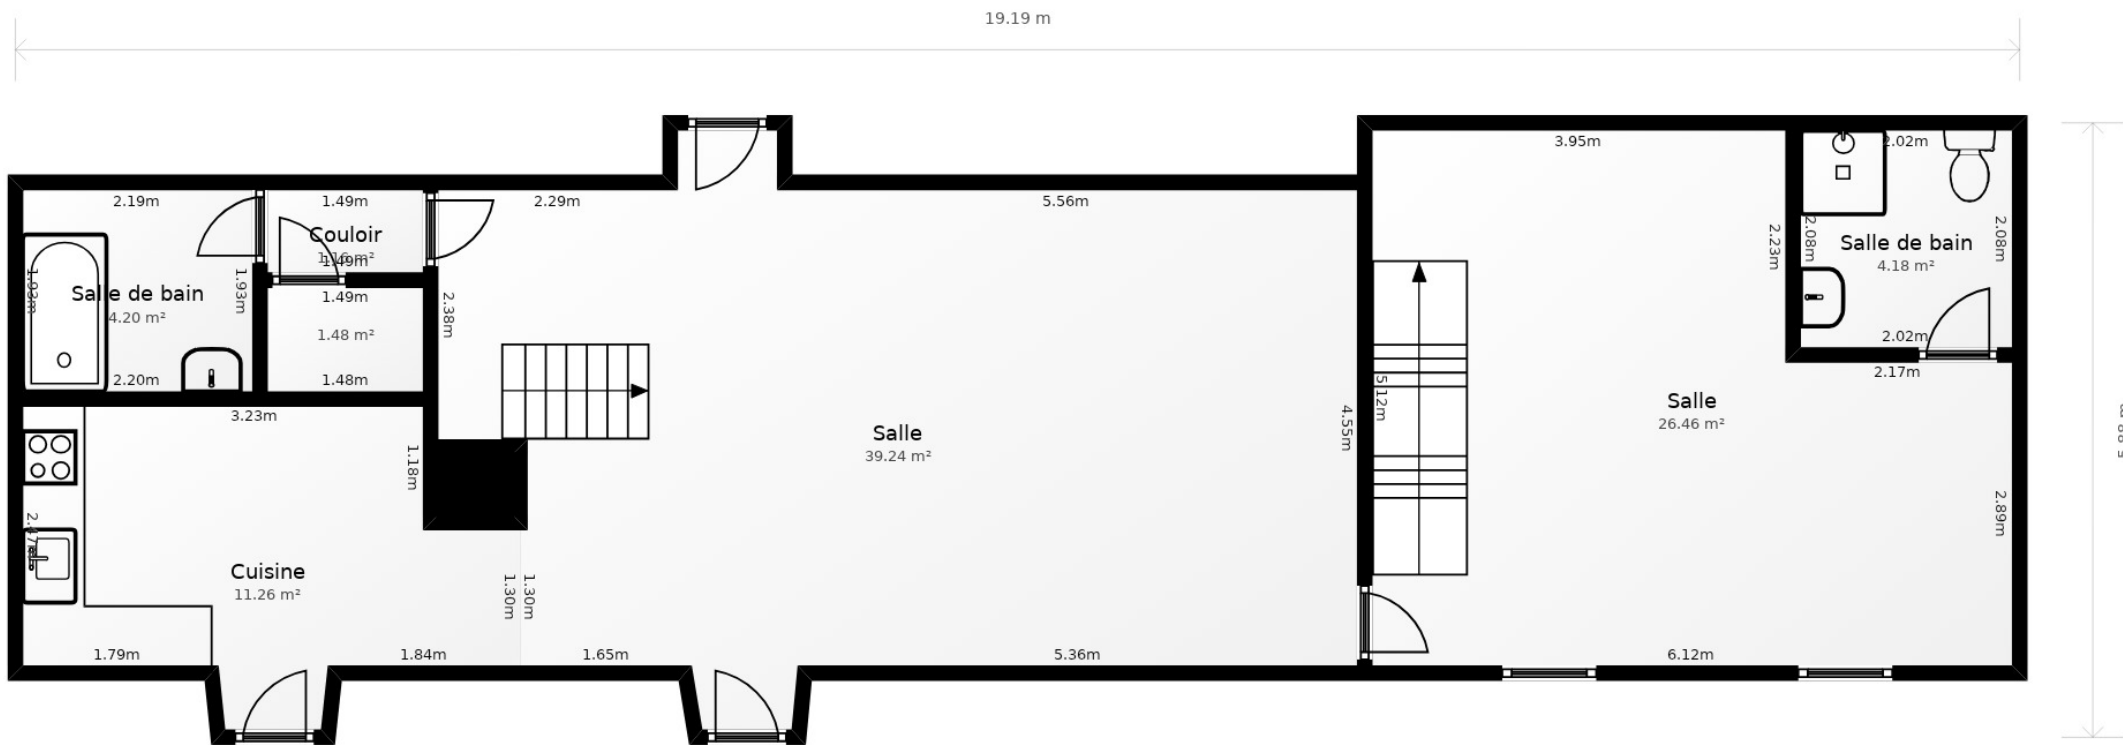 19.19 m
3.95m
2.02m
2.19m
1.49m
2.29m
5.56m
Couloir
1.49m
Salle de bain
4.20 m²
1.93m
1.93m
1.49m
1.48 m²
1.48m
2.20m
2.38m
2.23m
2.08m
Salle de bain
4.18 m²
2.08m
2.02m
2.17m
3.23m
1.18m
Salle
39.24 m²
4.55m
5.12m
Salle
26.46 m²
2.89m
Cuisine
11.26 m²
1.30m
1.30m
1.79m
1.84m
1.65m
5.36m
6.12m